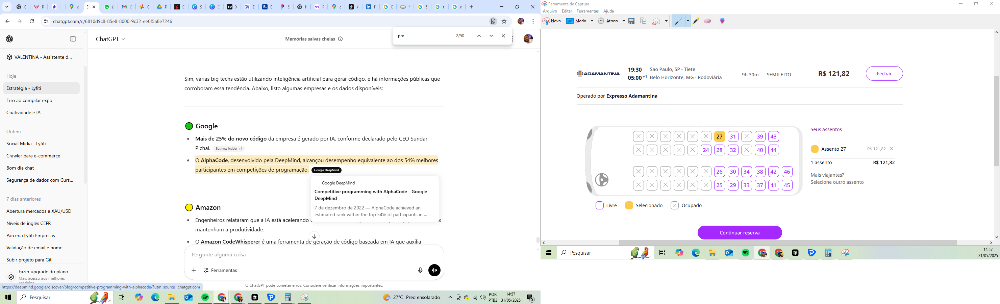 chatgpt.com/c/6810d9c8-85e8-8000-9c32-ee0f5a8e7246
pre
2/50
ChatGPT
Memórias salvas cheias
VALENTINA - Assistente d...
Hoje
Estratégia - Lyfiti
Erro ao compilar expo
Criatividade e IA
Ontem
Social Midia - Lyfiti
Crawler para e-commerce
Bom dia chat
Segurança de dados com Curs...
7 dias anteriores
Abertura mercados e XAU/USD
Níveis de inglês CEFR
Parceria Lyfiti Empresas
Validação de email e nome
Subir projeto para Git
Fazer upgrade do plano
Mais acesso aos melhores
modelos
Sim, várias big techs estão utilizando inteligência artificial para gerar código, e há informações públicas que
corroboram essa tendência. Abaixo, listo algumas empresas e os dados disponíveis:
Google
Mais de 25% do novo código da empresa é gerado por IA, conforme declarado pelo CEO Sundar
Pichai. Business Insider +1
O AlphaCode, desenvolvido pela DeepMind, alcançou desempenho equivalente ao dos 54% melhores
participantes em competições de programação. Google DeepMind
Google DeepMind
Competitive programming with AlphaCode - Google
DeepMind
7 de dezembro de 2022 — AlphaCode achieved an
estimated rank within the top 54% of participants in ...
Amazon
Engenheiros relataram que a IA está acelerando
mantenham a produtividade.
O Amazon CodeWhisperer é uma ferramenta de geração de código baseada em IA que auxilia
Pergunte alguma coisa
Ferramentas
O ChatGPT pode cometer erros. Considere verificar informações importantes.
https://deepmind.google/discover/blog/competitive-programming-with-alphacode/?utm_source=chatgpt.com
Pesquisar
27°C Pred ensolarado
POR
PTB2
14:57
31/05/2025
5
Ferramenta de Captura
Arquivo Editar Ferramentas Ajuda
Novo Modo Atraso
ADAMANTINA
19:30 Sao Paulo, SP - Tiete
05:00 +1 Belo Horizonte, MG - Rodoviária
9h 30m
SEMILEITO
R$ 121,82
Fechar
Operado por Expresso Adamantina
27 31 39 43
24 28 32 40 44
26 30 34 38 42 46
25 29 33 37 41 45
Livre Selecionado Ocupado
Seus assentos
Assento 27 R$ 121,82
1 assento R$ 121,82
Mais viajantes?
Selecione outro assento
Continuar reserva
Pesquisar
14:57
31/05/2025